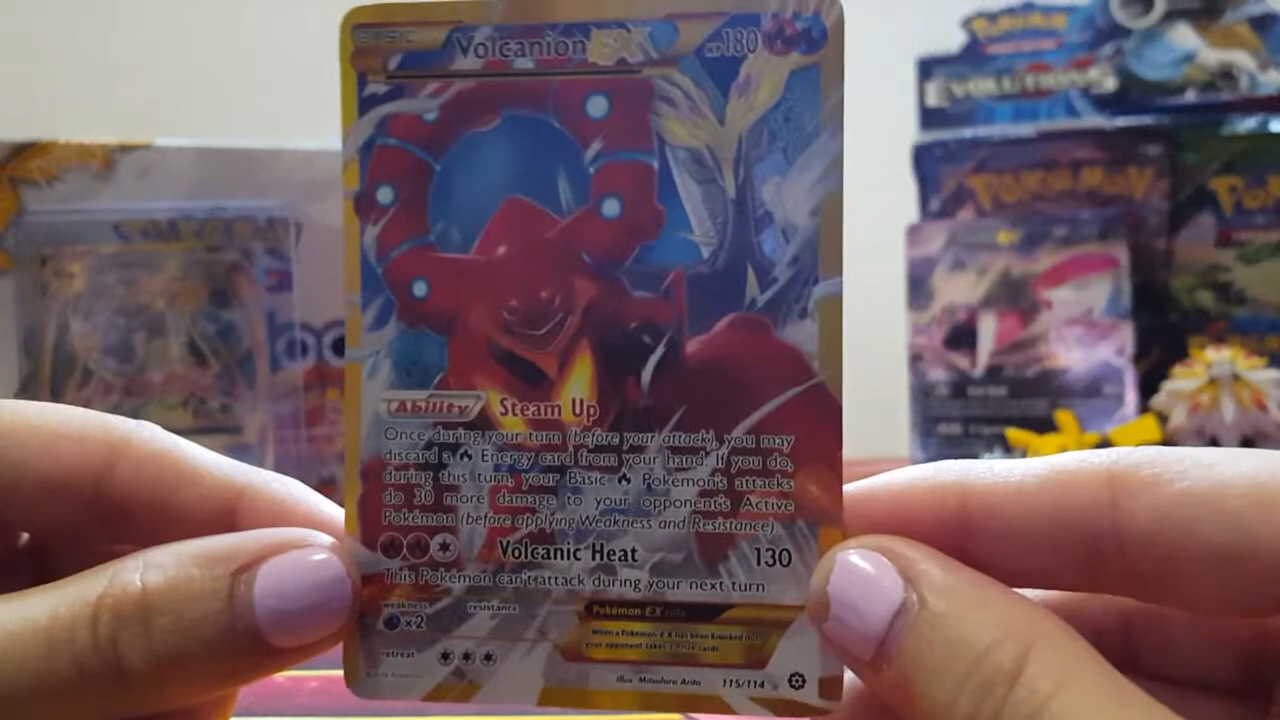 BASIC Volcanion EX HP180
Ability Steam Up
Once during your turn (before your attack), you may
discard a Energy card from your hand. If you do,
during this turn, your Basic Pokémon's attacks
do 30 more damage to your opponent's Active
Pokémon (before applying Weakness and Resistance).
Volcanic Heat 130
This Pokémon can't attack during your next turn
weakness resistance
x2
Pokémon-EX rule
When a Pokémon-EX has been Knocked Out,
your opponent takes 2 Prize cards.
retreat
Illus. Mitsuhiro Arita 115/114
POKÉMON
EVOLUTIONS
POKÉMON